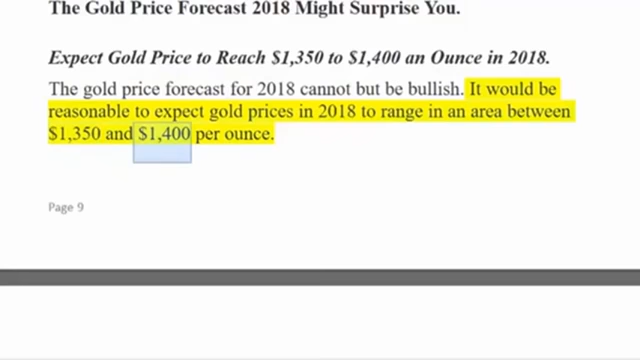 The Gold Price Forecast 2018 Might Surprise You.
Expect Gold Price to Reach $1,350 to $1,400 an Ounce in 2018.
The gold price forecast for 2018 cannot but be bullish. It would be
reasonable to expect gold prices in 2018 to range in an area between
$1,350 and $1,400 per ounce.
Page 9